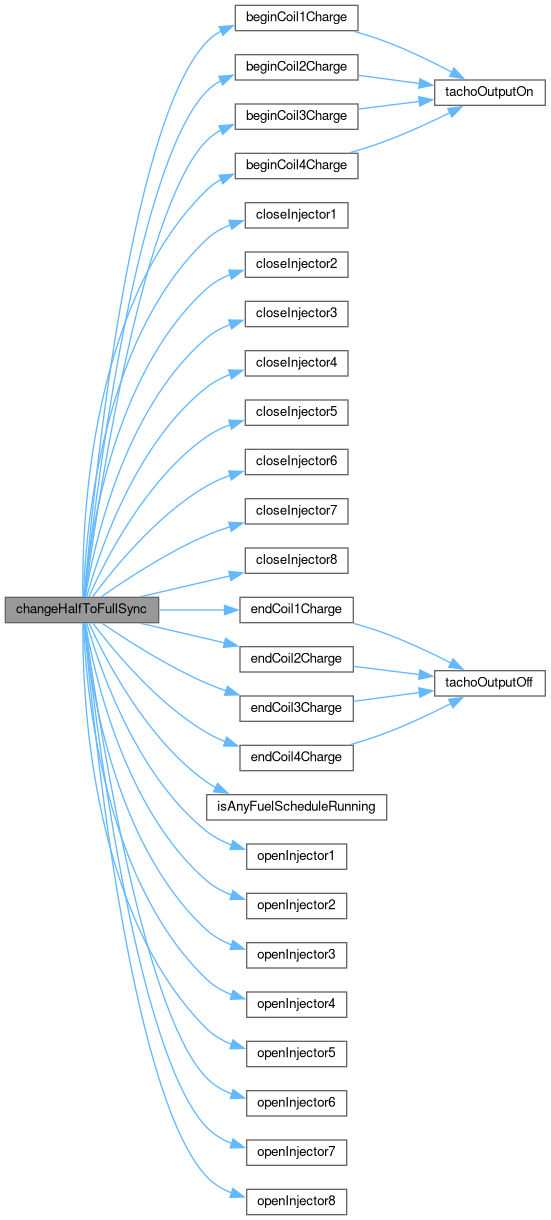 beginCoil1Charge
beginCoil2Charge
tachoOutputOn
beginCoil3Charge
beginCoil4Charge
closeInjector1
closeInjector2
closeInjector3
closeInjector4
closeInjector5
closeInjector6
closeInjector7
closeInjector8
changeHalfToFullSync
endCoil1Charge
endCoil2Charge
tachoOutputOff
endCoil3Charge
endCoil4Charge
isAnyFuelScheduleRunning
openInjector1
openInjector2
openInjector3
openInjector4
openInjector5
openInjector6
openInjector7
openInjector8